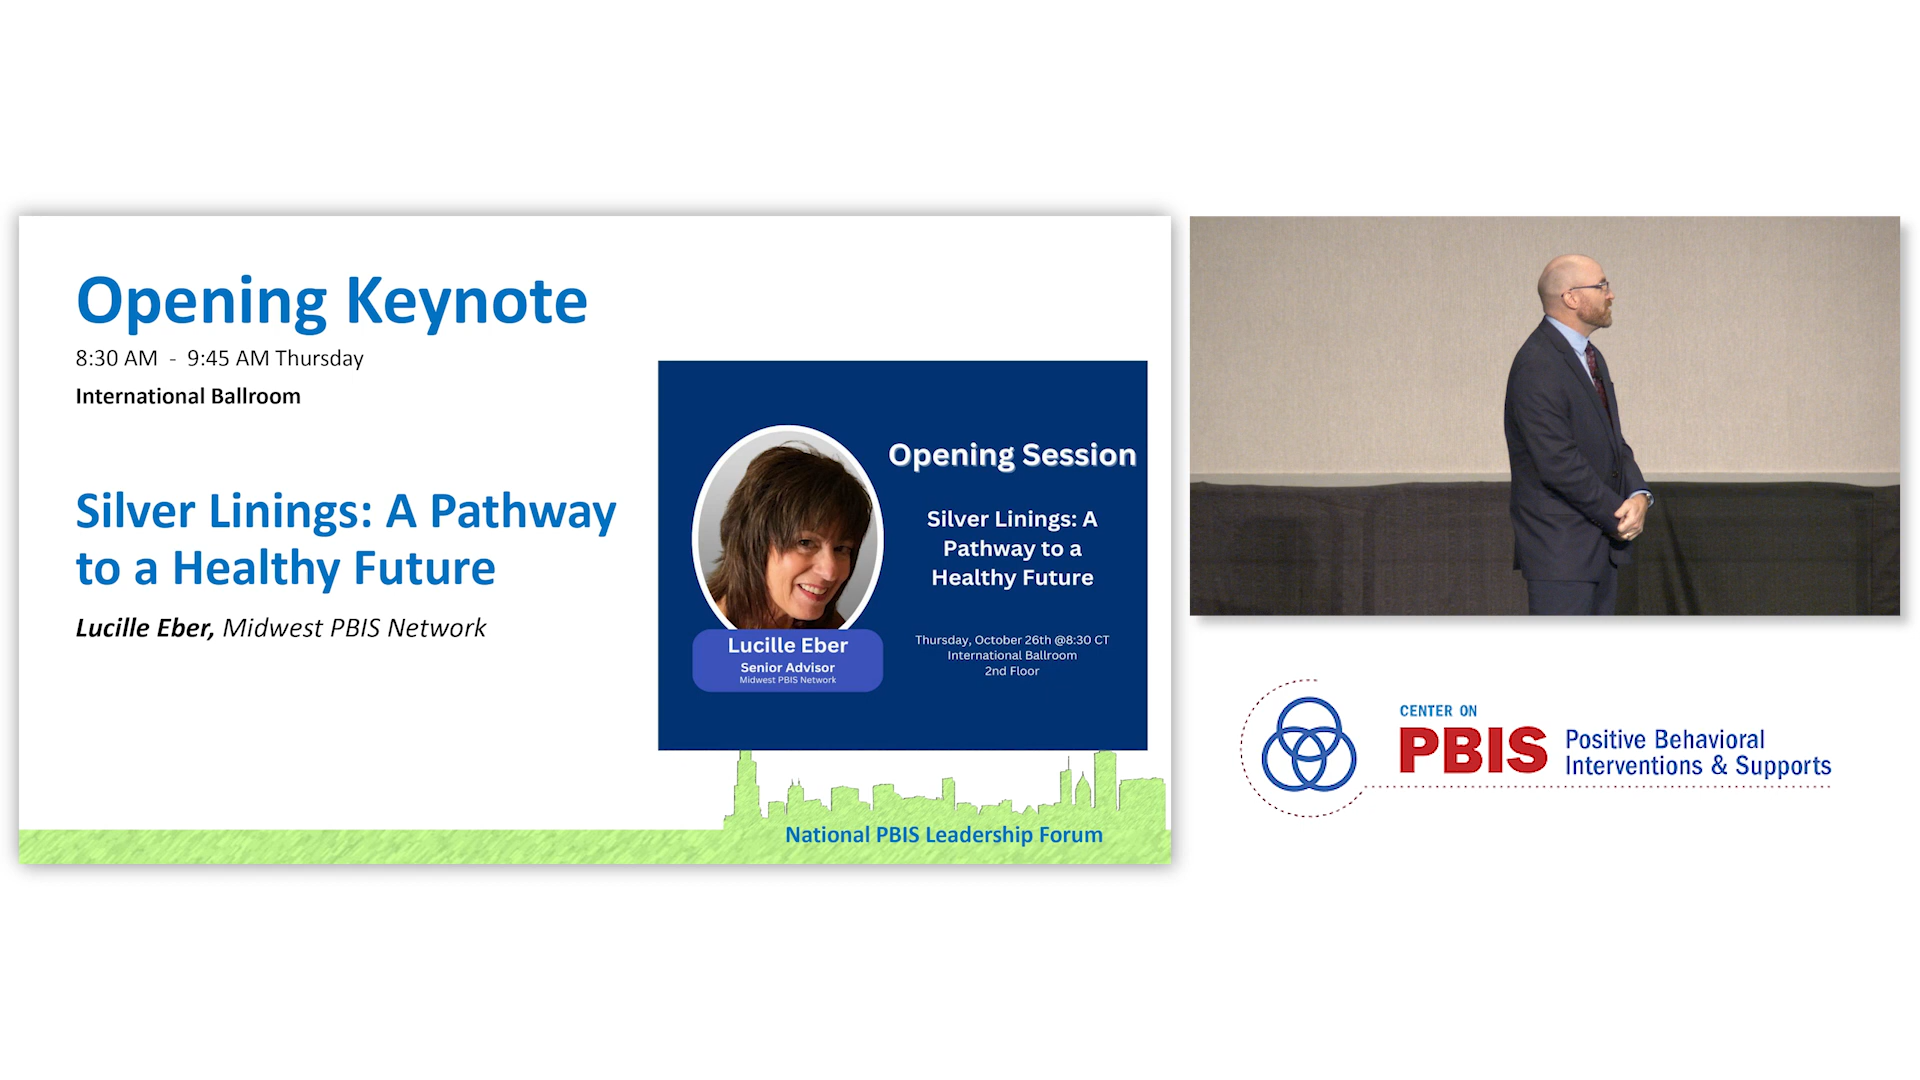 Opening Keynote
8:30 AM - 9:45 AM Thursday
International Ballroom
Silver Linings: A Pathway
to a Healthy Future
Lucille Eber, Midwest PBIS Network
Opening Session
Silver Linings: A
Pathway to a
Healthy Future
Lucille Eber
Senior Advisor
Midwest PBIS Network
Thursday, October 26th @8:30 CT
International Ballroom
2nd Floor
National PBIS Leadership Forum
CENTER ON
PBIS
Positive Behavioral
Interventions & Supports